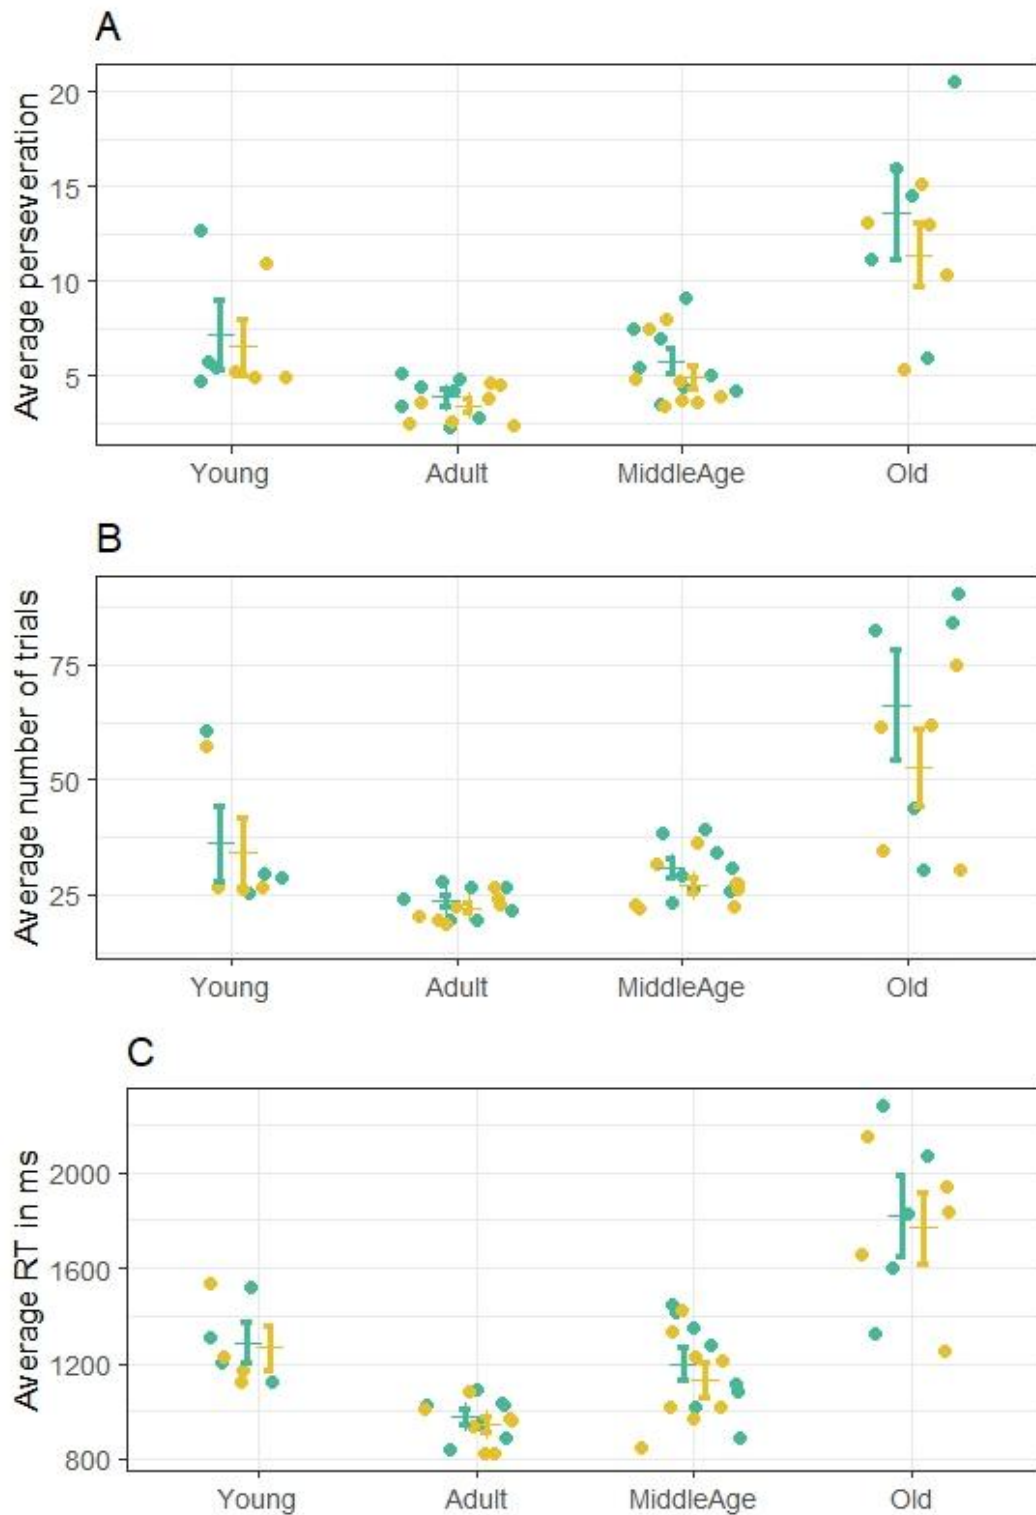 A
Average perseveration
20
15
10
5
Young Adult MiddleAge Old
B
Average number of trials
75
50
25
Young Adult MiddleAge Old
C
Average RT in ms
2000
1600
1200
800
Young Adult MiddleAge Old